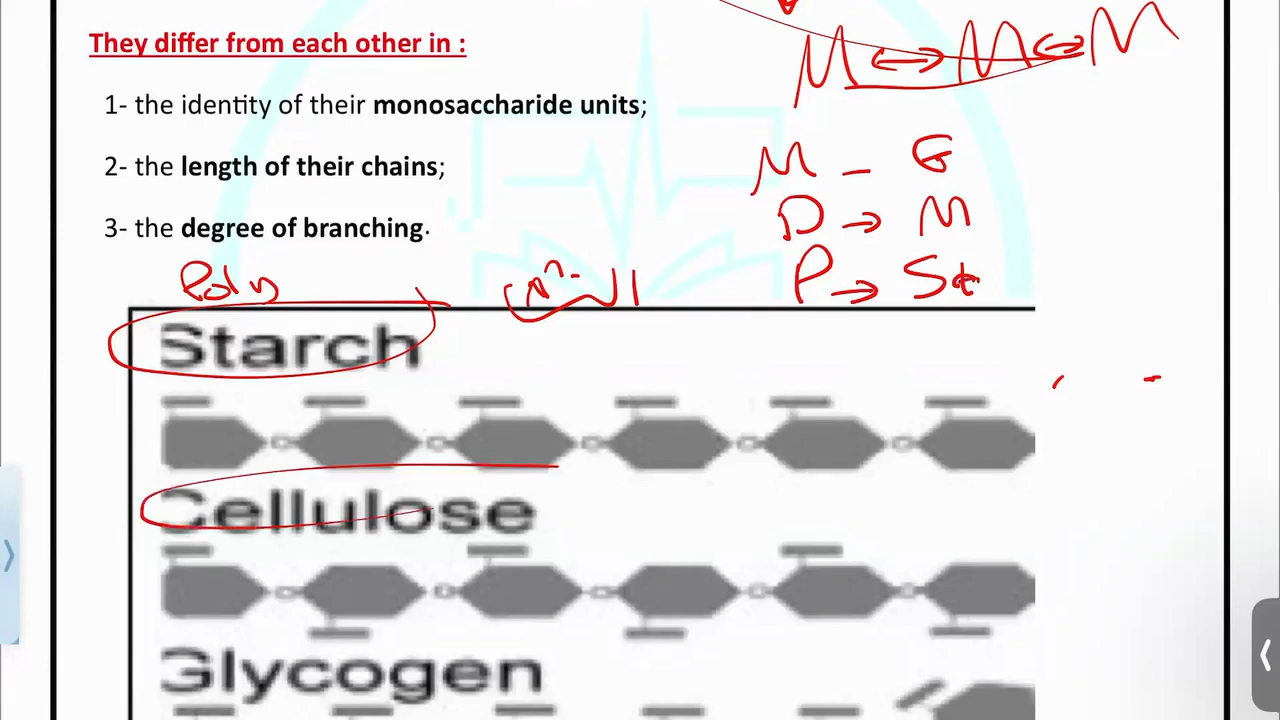 They differ from each other in :
M ↔ M ↔ M
1- the identity of their monosaccharide units;
M - G
2- the length of their chains;
D → M
3- the degree of branching.
P → St
Poly
Starch
Cellulose
Glycogen